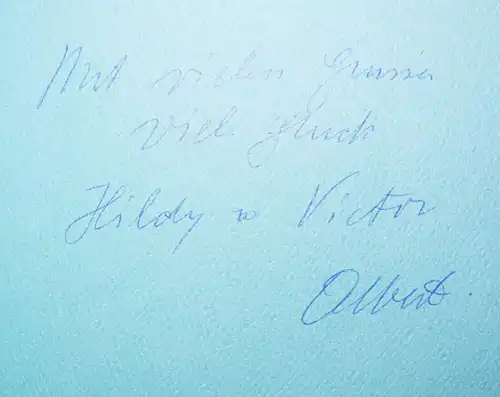 Mit vielen Grüssen
viel Glück
Hildy u Victor
Albert.